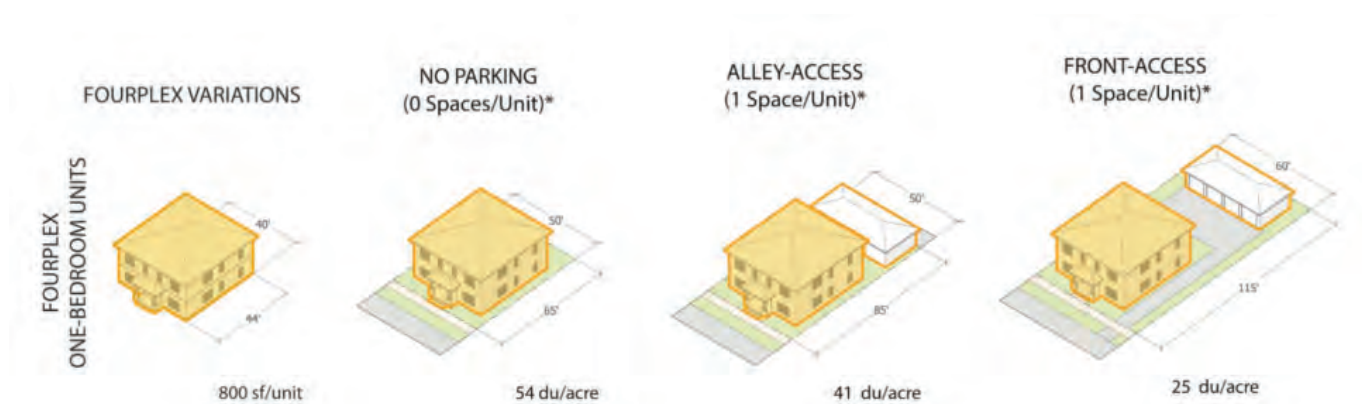 FOURPLEX VARIATIONS
NO PARKING
(0 Spaces/Unit)*
ALLEY-ACCESS
(1 Space/Unit)*
FRONT-ACCESS
(1 Space/Unit)*
FOURPLEX
ONE-BEDROOM UNITS
40'
44'
50'
65'
50'
85'
60'
115'
800 sf/unit
54 du/acre
41 du/acre
25 du/acre